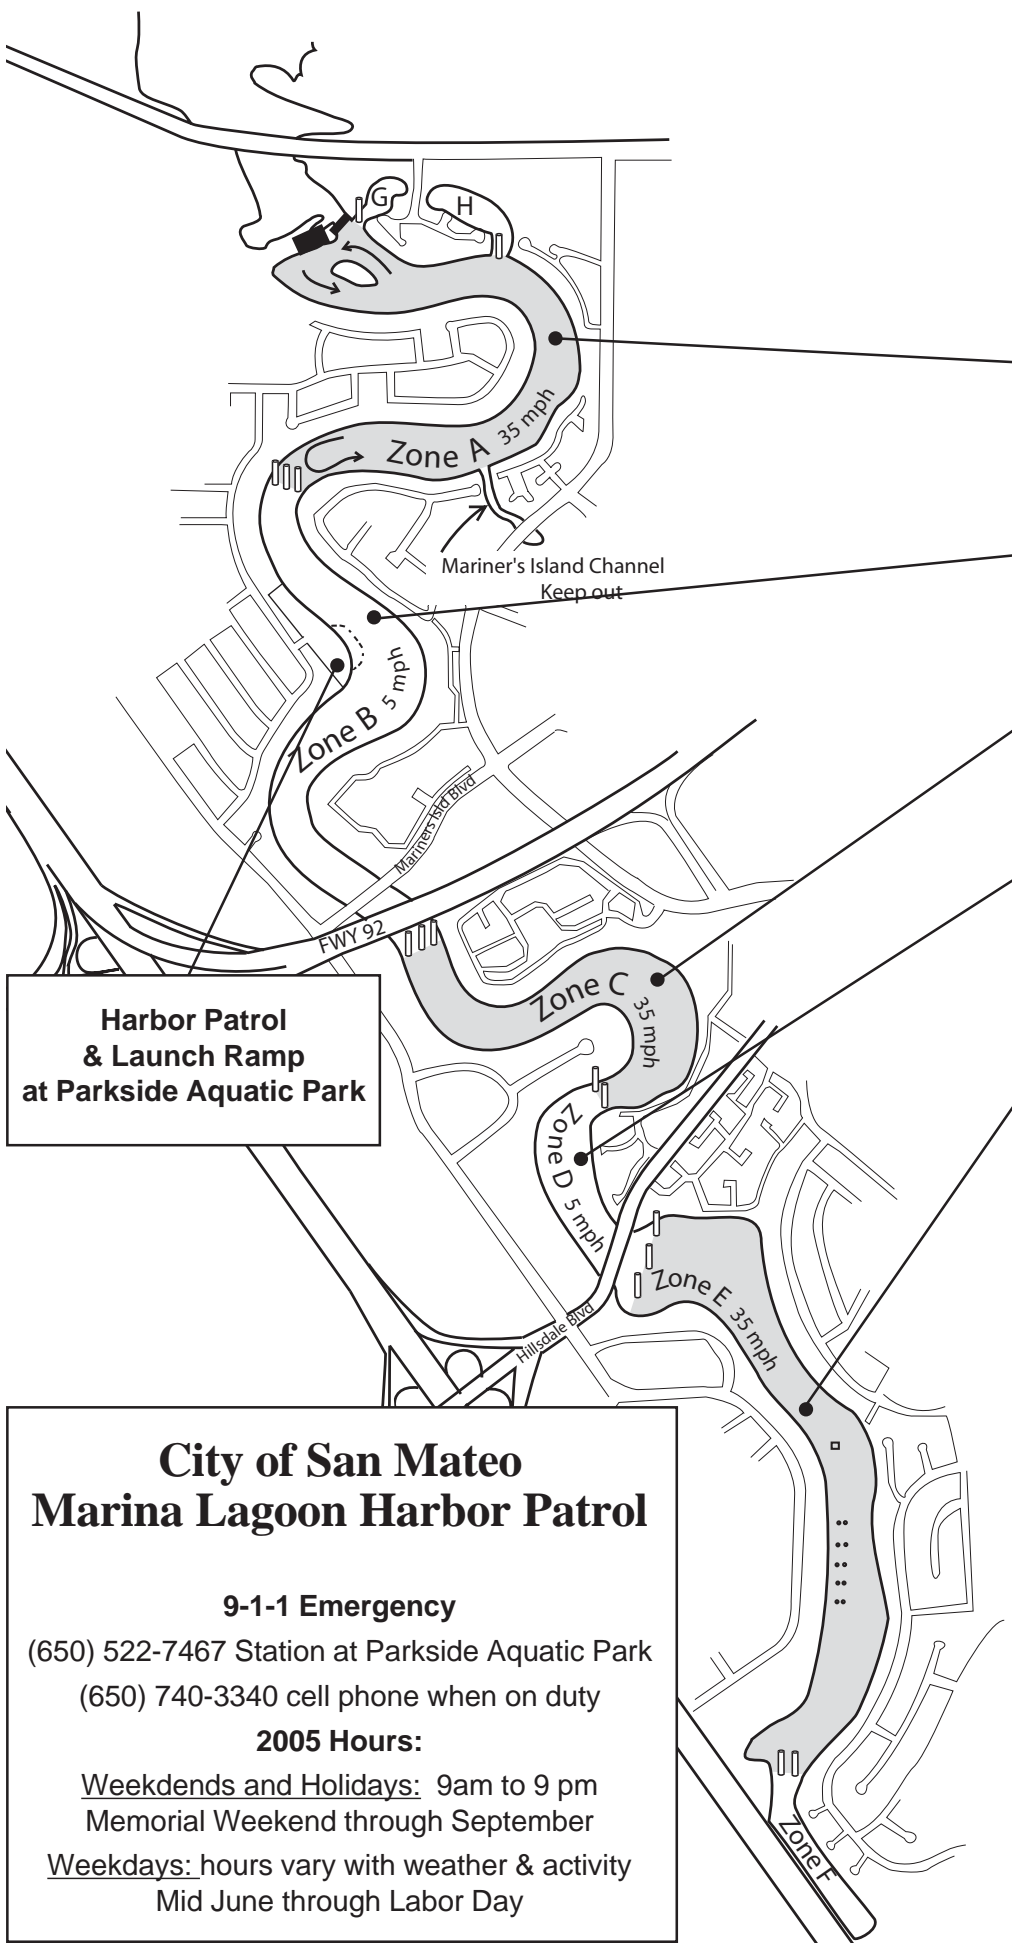 G
H
35 mph
Zone A
Mariner's Island Channel
Keep out
5 mph
Zone B
Mariners Isld Blvd
FWY 92
Zone C
35 mph
Harbor Patrol
& Launch Ramp
at Parkside Aquatic Park
Zone D
5 mph
Zone E
35 mph
Hillsdale Blvd
City of San Mateo
Marina Lagoon Harbor Patrol
9-1-1 Emergency
(650) 522-7467 Station at Parkside Aquatic Park
(650) 740-3340 cell phone when on duty
2005 Hours:
Weekdends and Holidays: 9am to 9 pm
Memorial Weekend through September
Weekdays: hours vary with weather & activity
Mid June through Labor Day
Zone F